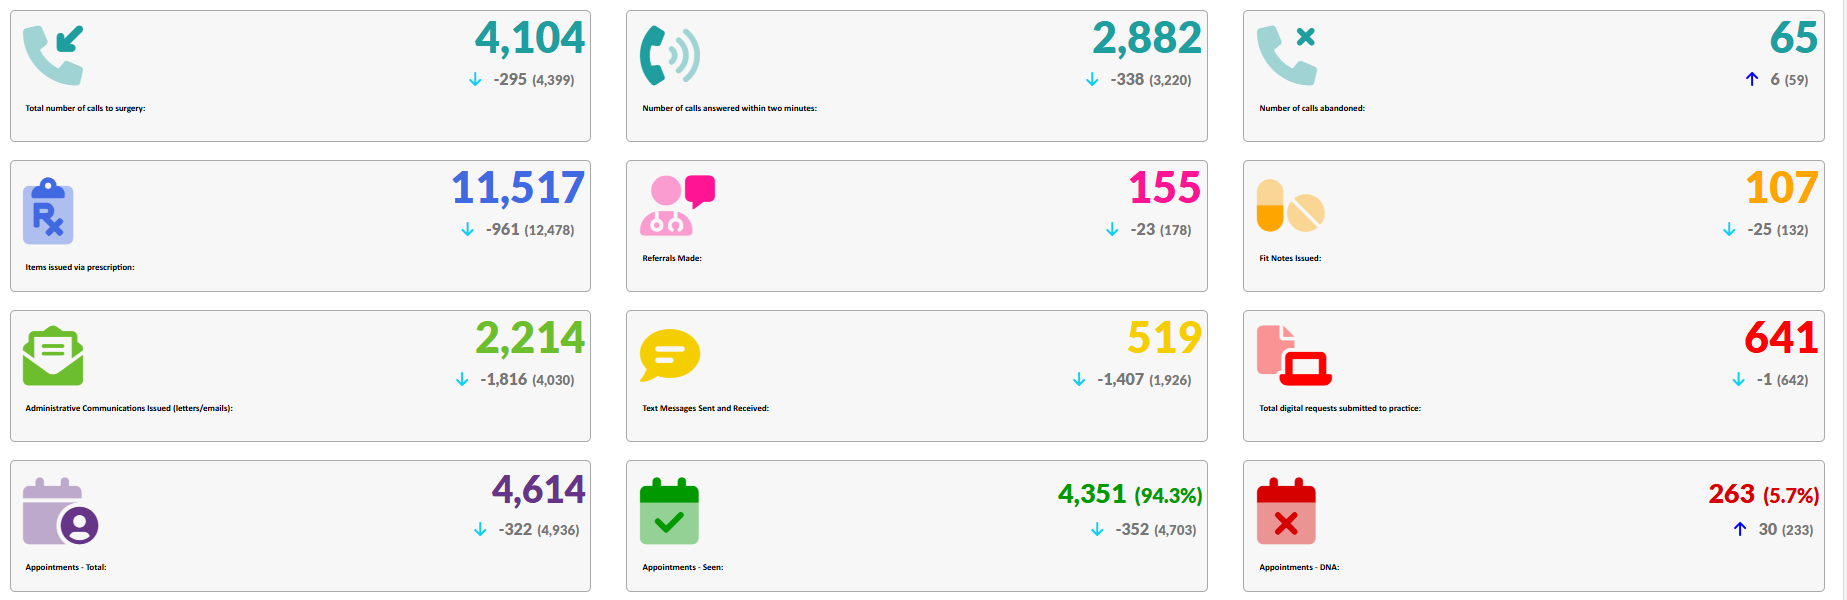 4,104
-295 (4,399)
Total number of calls to surgery:
2,882
-338 (3,220)
Number of calls answered within two minutes:
65
6 (59)
Number of calls abandoned:
11,517
-961 (12,478)
Items issued via prescription:
155
-23 (178)
Referrals Made:
107
-25 (132)
Fit Notes Issued:
2,214
-1,816 (4,030)
Administrative Communications Issued (letters/emails):
519
-1,407 (1,926)
Text Messages Sent and Received:
641
-1 (642)
Total digital requests submitted to practice:
4,614
-322 (4,936)
Appointments - Total:
4,351 (94.3%)
-352 (4,703)
Appointments - Seen:
263 (5.7%)
30 (233)
Appointments - DNA: